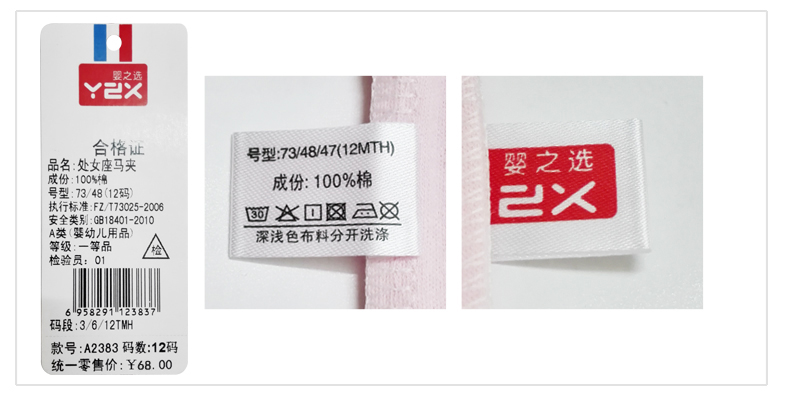 婴之选
YZX
合格证
品名:处女座马夹
成份:100%棉
号型:73/48(12码)
执行标准:FZ/T73025-2006
安全类别:GB18401-2010
A类(婴幼儿用品)
等级:一等品
检验员: 01
检
6 958291 123837
码段:3/6/12TMH
款号:A2383 码数:12码
统一零售价:￥68.00
号型:73/48/47(12MTH)
成份: 100%棉
30
深浅色布料分开洗涤
婴之选
YZX